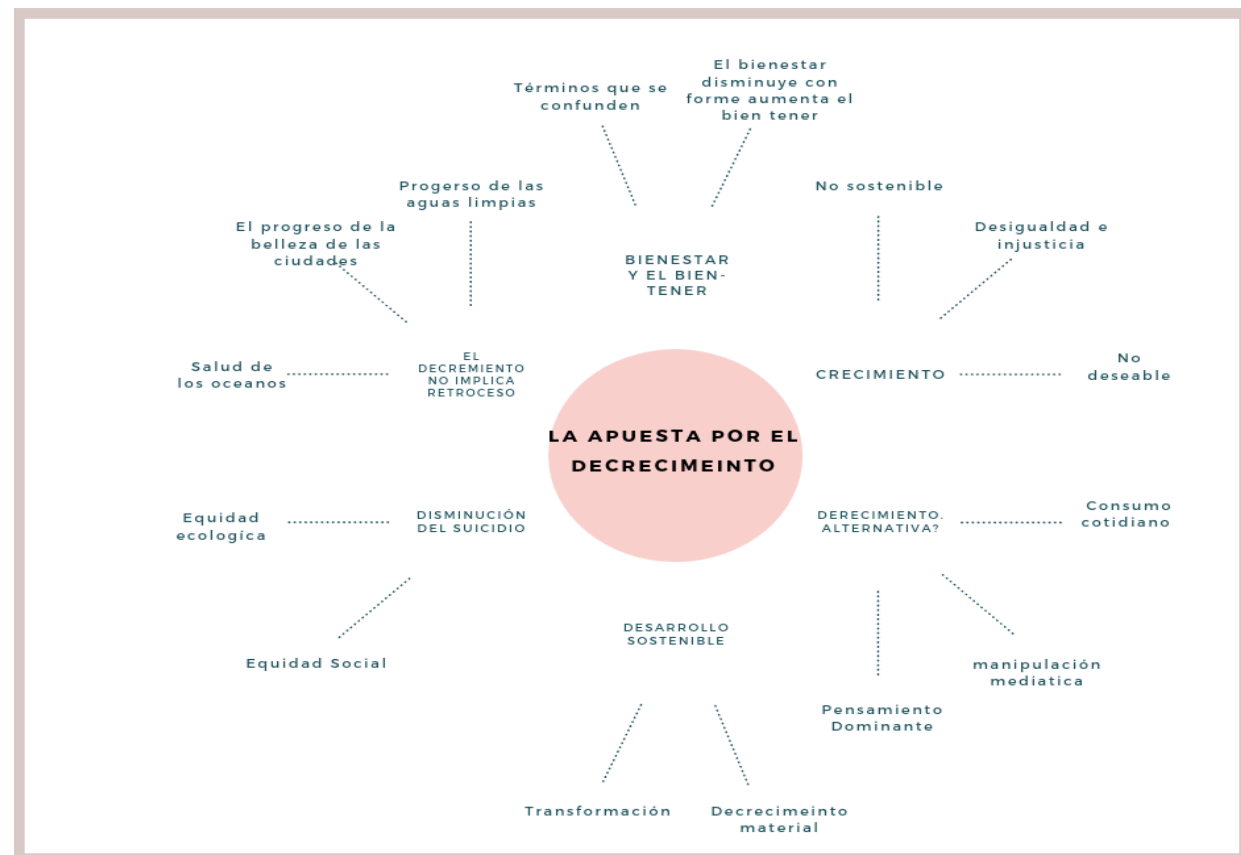 El bienestar
disminuye con
forme aumenta el
bien tener
Términos que se
confunden
Progerso de las
aguas limpias
No sostenible
El progreso de la
belleza de las
ciudades
Desigualdad e
injusticia
BIENESTAR
Y EL BIEN-
TENER
Salud de
los oceanos
EL
DECREMIENTO
NO IMPLICA
RETROCESO
CRECIMIENTO
No
deseable
LA APUESTA POR EL
DECRECIMEINTO
Equidad
ecologíca
DISMINUCIÓN
DEL SUICIDIO
DERECIMIENTO.
ALTERNATIVA?
Consumo
cotidiano
DESARROLLO
SOSTENIBLE
Equidad Social
manipulación
mediatica
Pensamiento
Dominante
Transformación
Decrecimeinto
material